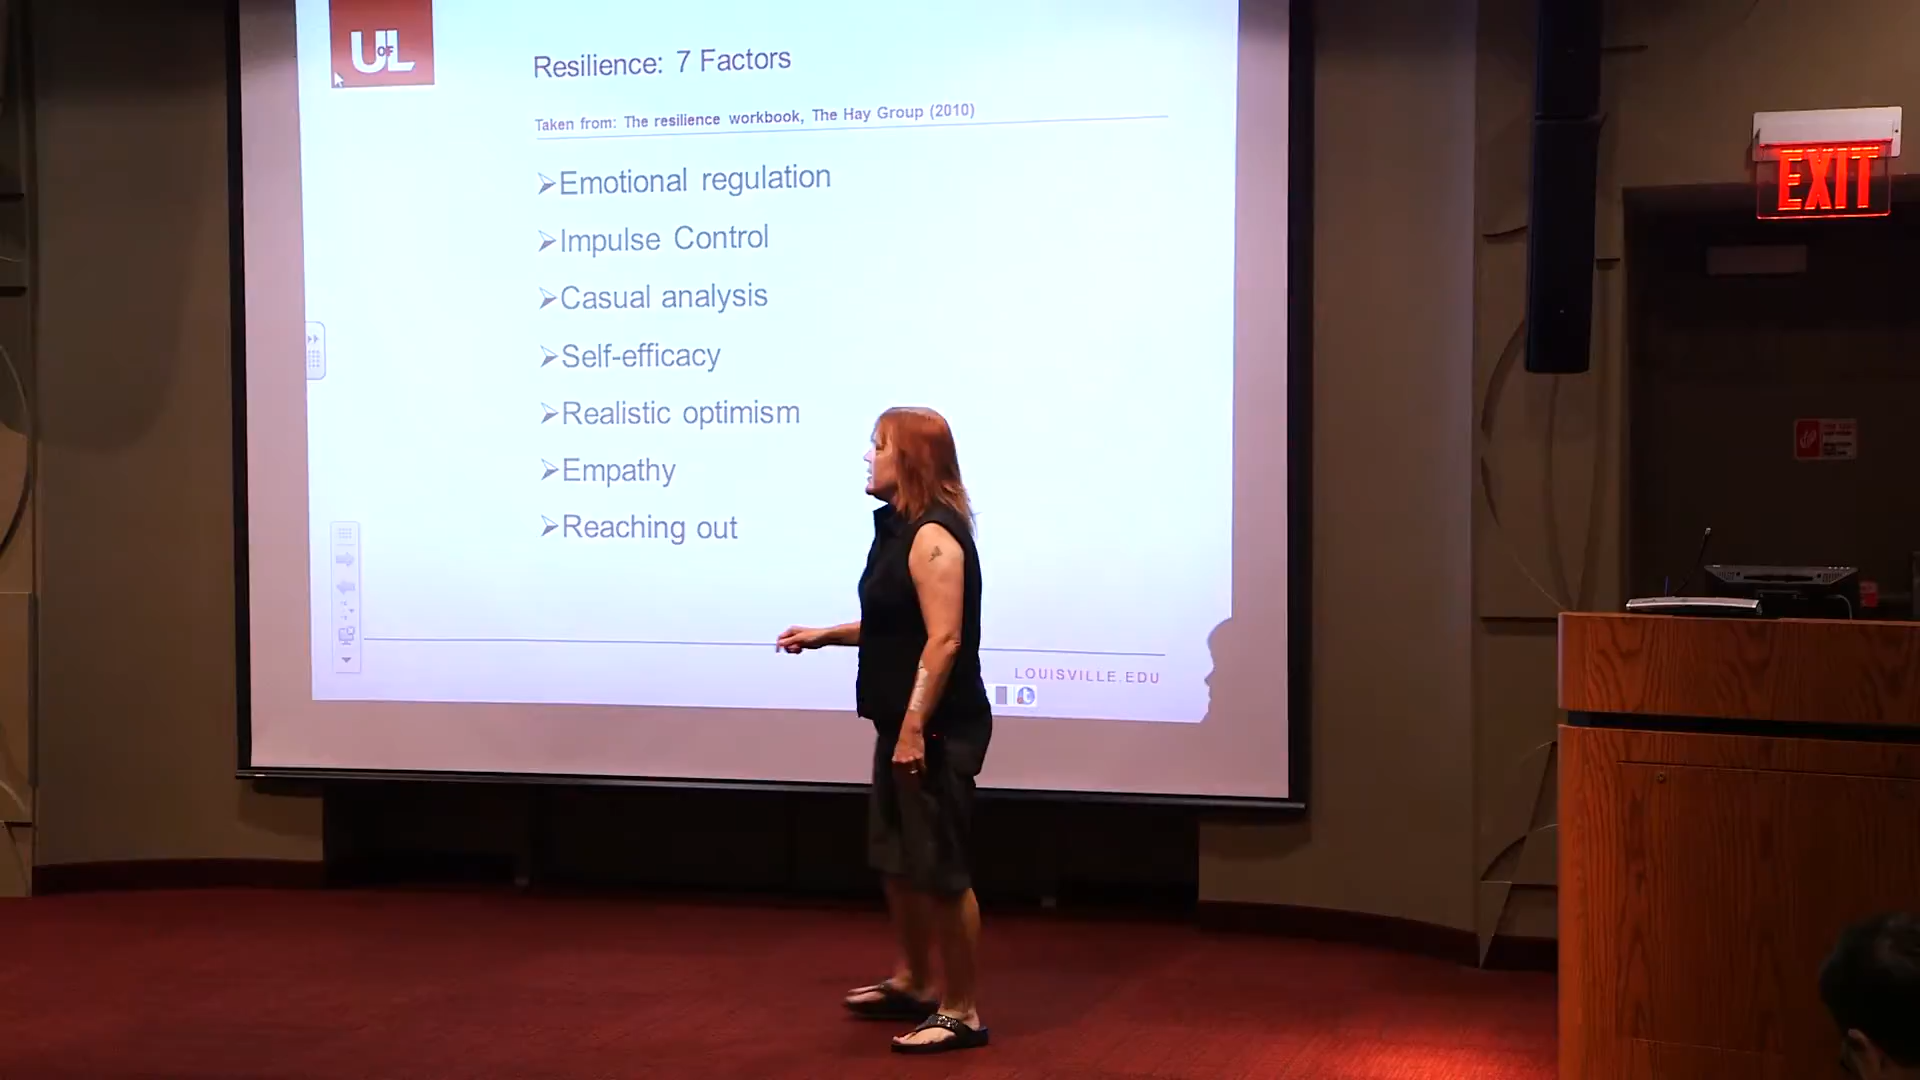 U OF L
Resilience: 7 Factors
Taken from: The resilience workbook, The Hay Group (2010)
➢Emotional regulation
➢Impulse Control
➢Casual analysis
➢Self-efficacy
➢Realistic optimism
➢Empathy
➢Reaching out
LOUISVILLE.EDU
EXIT